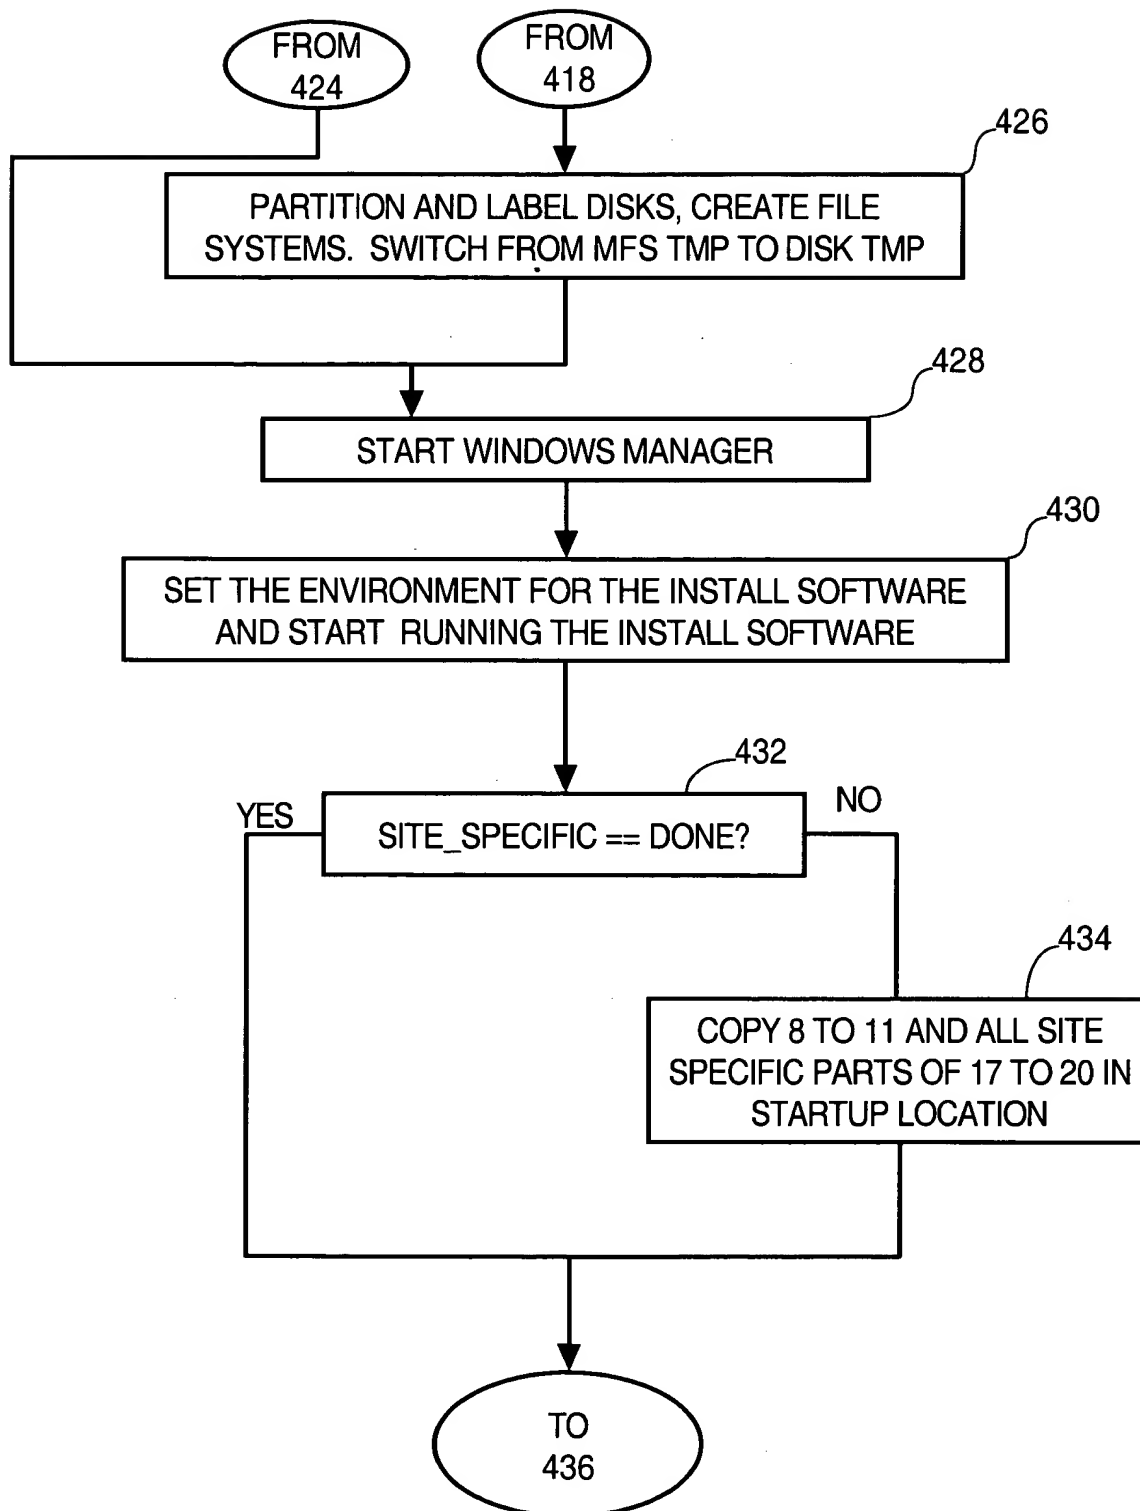 FROM
424
FROM
418
426
PARTITION AND LABEL DISKS, CREATE FILE
SYSTEMS. SWITCH FROM MFS TMP TO DISK TMP
428
START WINDOWS MANAGER
430
SET THE ENVIRONMENT FOR THE INSTALL SOFTWARE
AND START RUNNING THE INSTALL SOFTWARE
432
YES
NO
SITE_SPECIFIC == DONE?
434
COPY 8 TO 11 AND ALL SITE
SPECIFIC PARTS OF 17 TO 20 IN
STARTUP LOCATION
TO
436